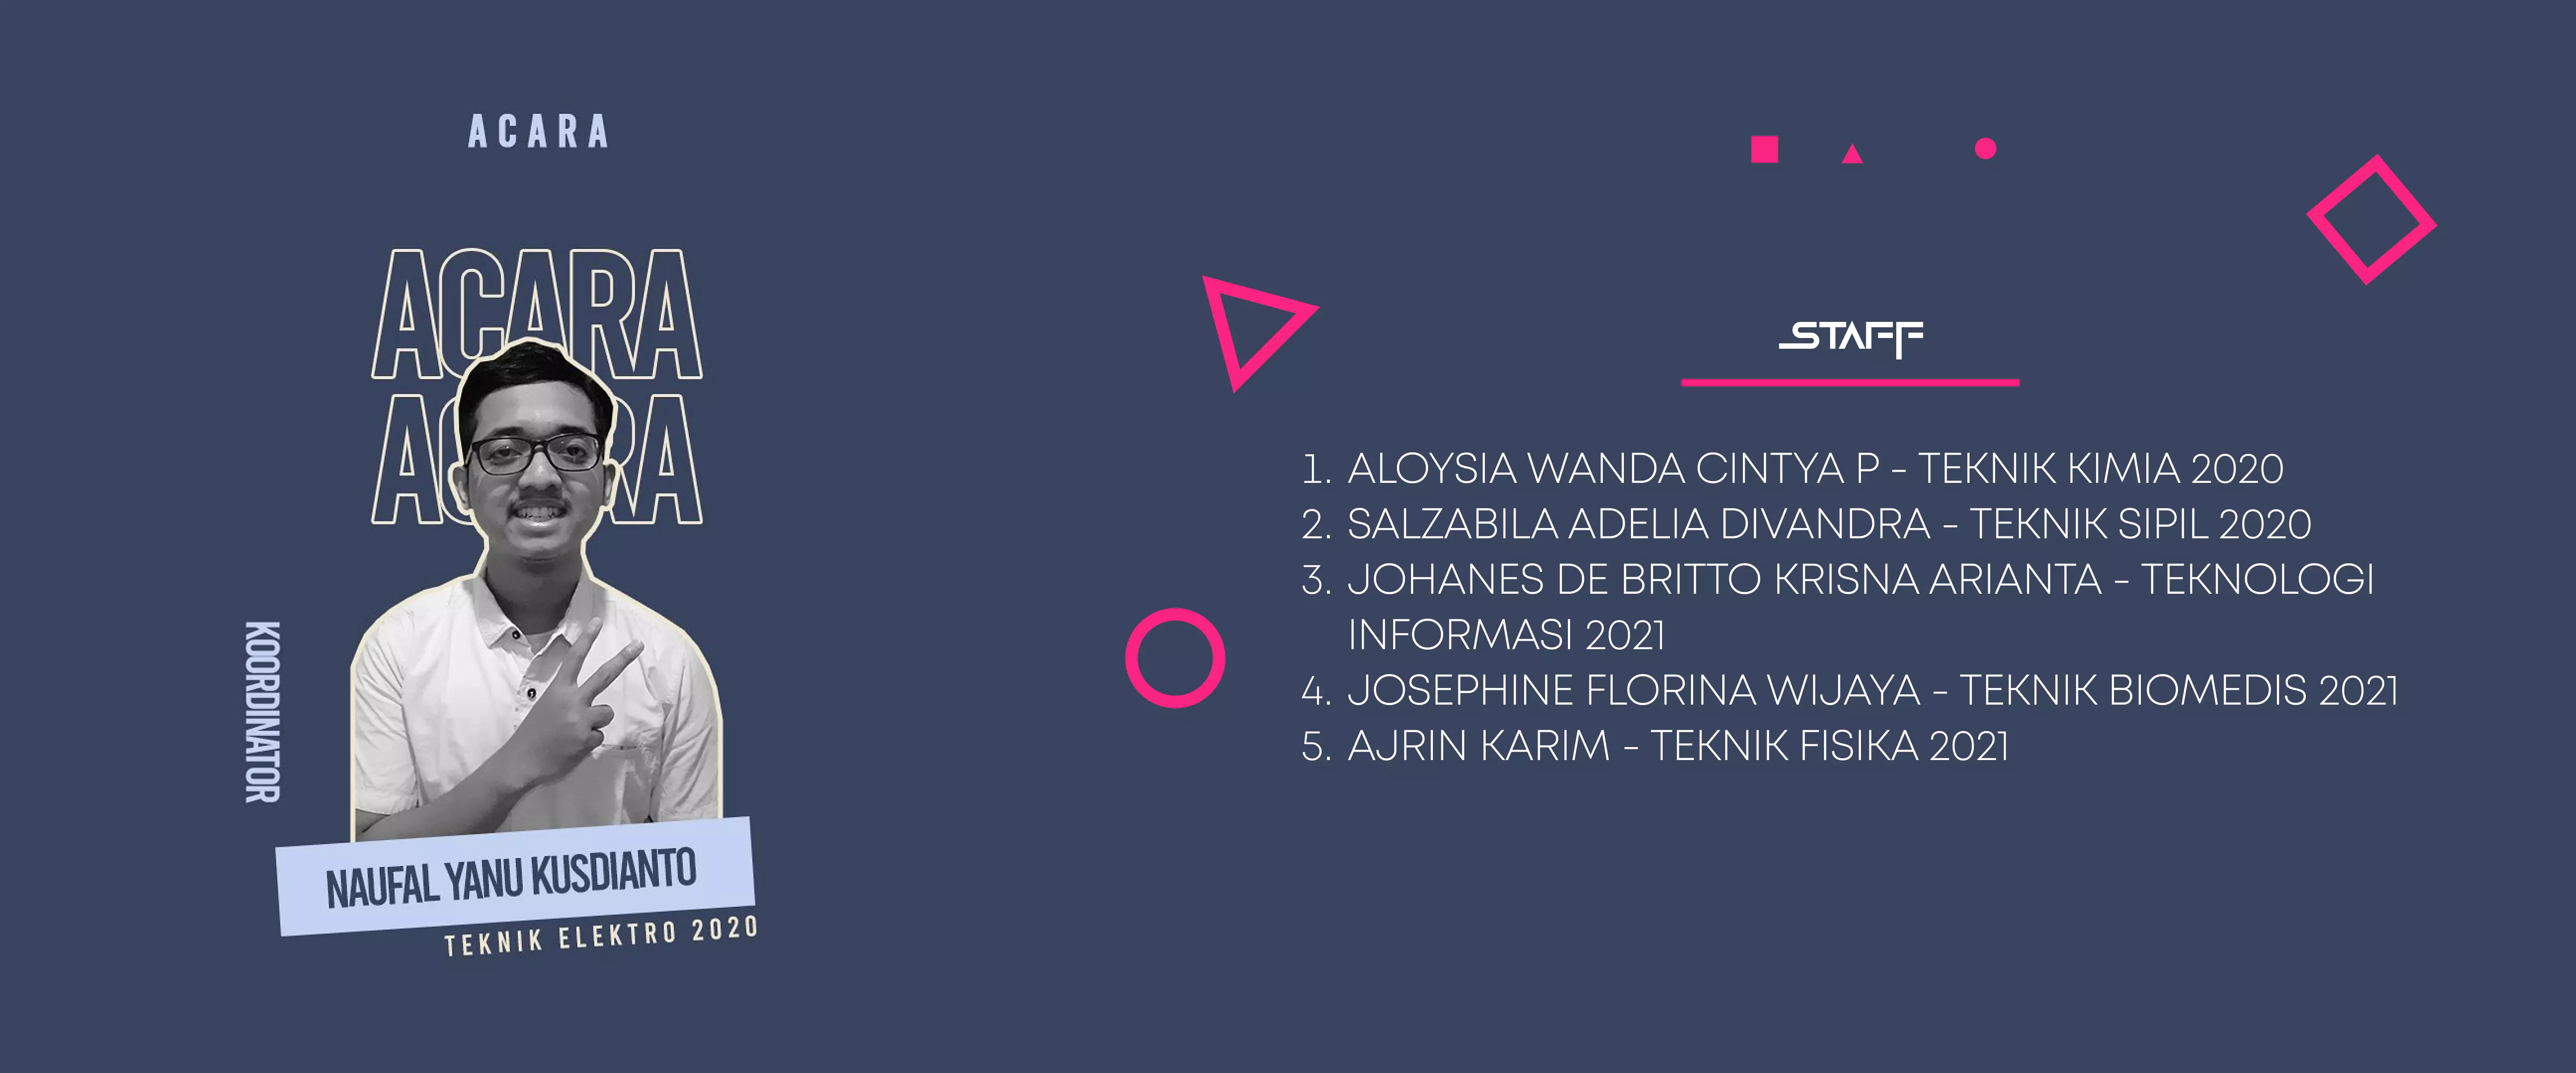 ACARA
ACARA
ACARA
KOORDINATOR
NAUFAL YANU KUSDIANTO
TEKNIK ELEKTRO 2020
STAFF
1. ALOYSIA WANDA CINTYA P - TEKNIK KIMIA 2020
2. SALZABILA ADELIA DIVANDRA - TEKNIK SIPIL 2020
3. JOHANES DE BRITTO KRISNA ARIANTA - TEKNOLOGI
INFORMASI 2021
4. JOSEPHINE FLORINA WIJAYA - TEKNIK BIOMEDIS 2021
5. AJRIN KARIM - TEKNIK FISIKA 2021